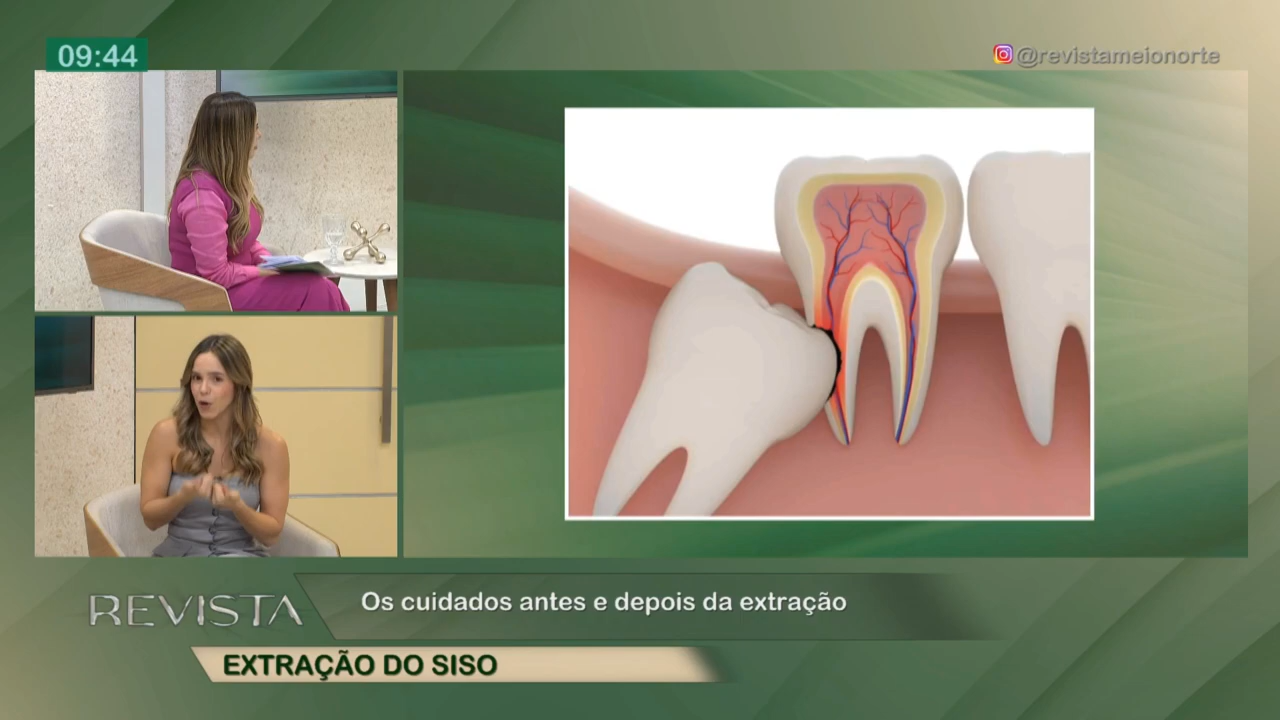 09:44
@revistameionorte
Os cuidados antes e depois da extração
REVISTA
EXTRAÇÃO DO SISO